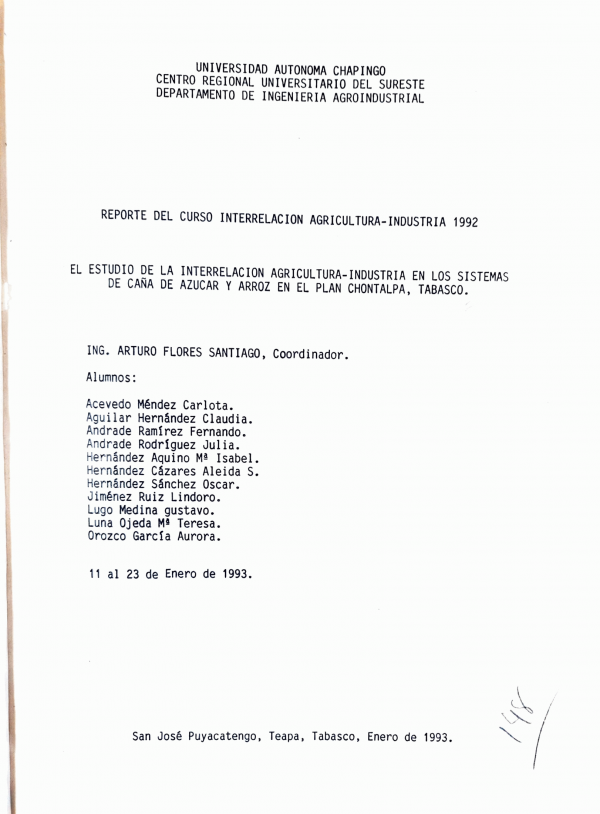 UNIVERSIDAD AUTONOMA CHAPINGO
CENTRO REGIONAL UNIVERSITARIO DEL SURESTE
DEPARTAMENTO DE INGENIERIA AGROINDUSTRIAL
REPORTE DEL CURSO INTERRELACION AGRICULTURA-INDUSTRIA 1992
EL ESTUDIO DE LA INTERRELACION AGRICULTURA-INDUSTRIA EN LOS SISTEMAS
DE CAÑA DE AZUCAR Y ARROZ EN EL PLAN CHONTALPA, TABASCO.
ING. ARTURO FLORES SANTIAGO, Coordinador.
Alumnos:
Acevedo Méndez Carlota.
Aguilar Hernández Claudia.
Andrade Ramírez Fernando.
Andrade Rodríguez Julia.
Hernández Aquino Mª Isabel.
Hernández Cázares Aleida S.
Hernández Sánchez Oscar.
Jiménez Ruiz Lindoro.
Lugo Medina gustavo.
Luna Ojeda Mª Teresa.
Orozco García Aurora.
11 al 23 de Enero de 1993.
148
San José Puyacatengo, Teapa, Tabasco, Enero de 1993.